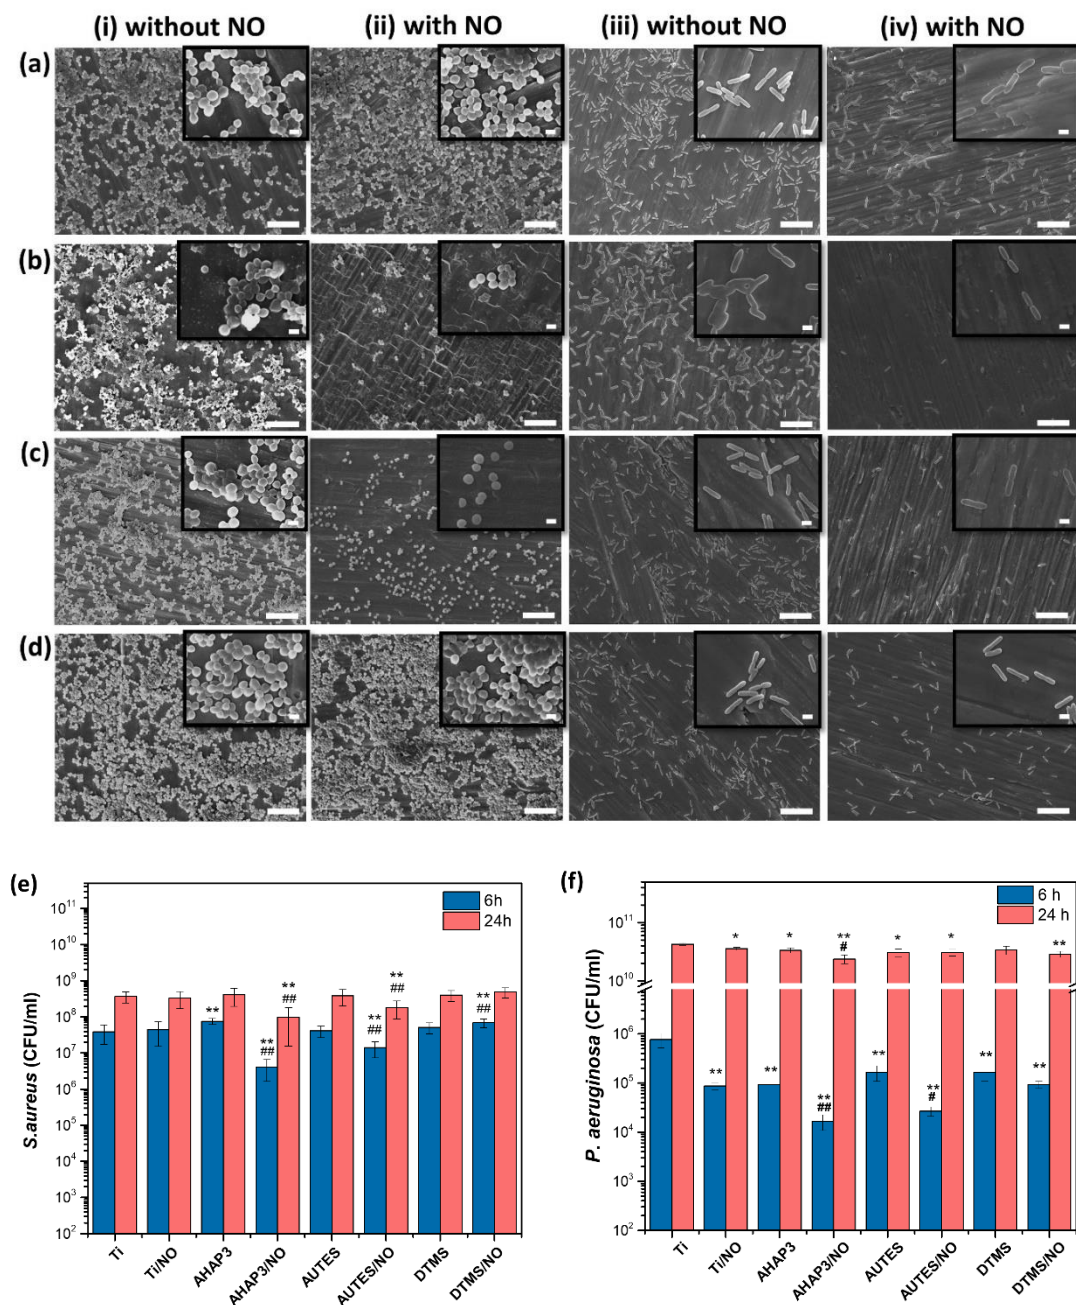 (i) without NO
(ii) with NO
(iii) without NO
(iv) with NO
(a)
(b)
(c)
(d)
(e)
6h
24h
S.aureus (CFU/ml)
10¹¹
10¹⁰
10⁹
10⁸
10⁷
10⁶
10⁵
10⁴
10³
10²
**
**
##
**
##
**
##
**
##
**
##
Ti
Ti/NO
AHAP3
AHAP3/NO
AUTES
AUTES/NO
DTMS
DTMS/NO
(f)
6 h
24 h
P. aeruginosa (CFU/ml)
10¹¹
10¹⁰
10⁶
10⁵
10⁴
10³
10²
*
*
**
#
*
*
**
**
**
**
##
**
**
#
**
**
Ti
Ti/NO
AHAP3
AHAP3/NO
AUTES
AUTES/NO
DTMS
DTMS/NO